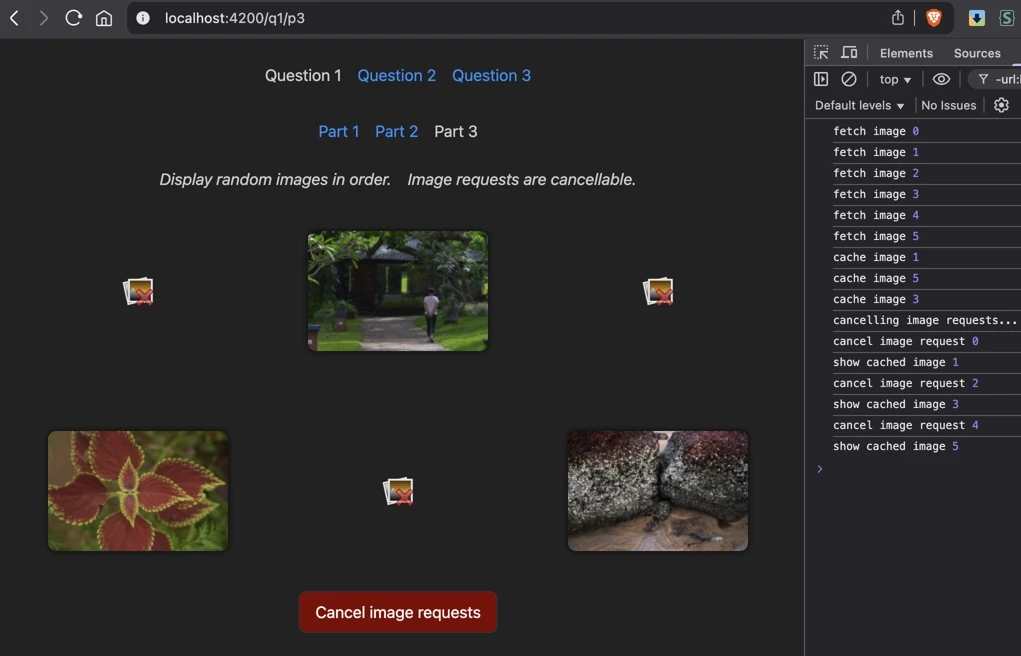 localhost:4200/q1/p3
Question 1 Question 2 Question 3
Part 1 Part 2 Part 3
Display random images in order. Image requests are cancellable.
Cancel image requests
Elements Sources
top -url:
Default levels No Issues
fetch image 0
fetch image 1
fetch image 2
fetch image 3
fetch image 4
fetch image 5
cache image 1
cache image 5
cache image 3
cancelling image requests...
cancel image request 0
show cached image 1
cancel image request 2
show cached image 3
cancel image request 4
show cached image 5